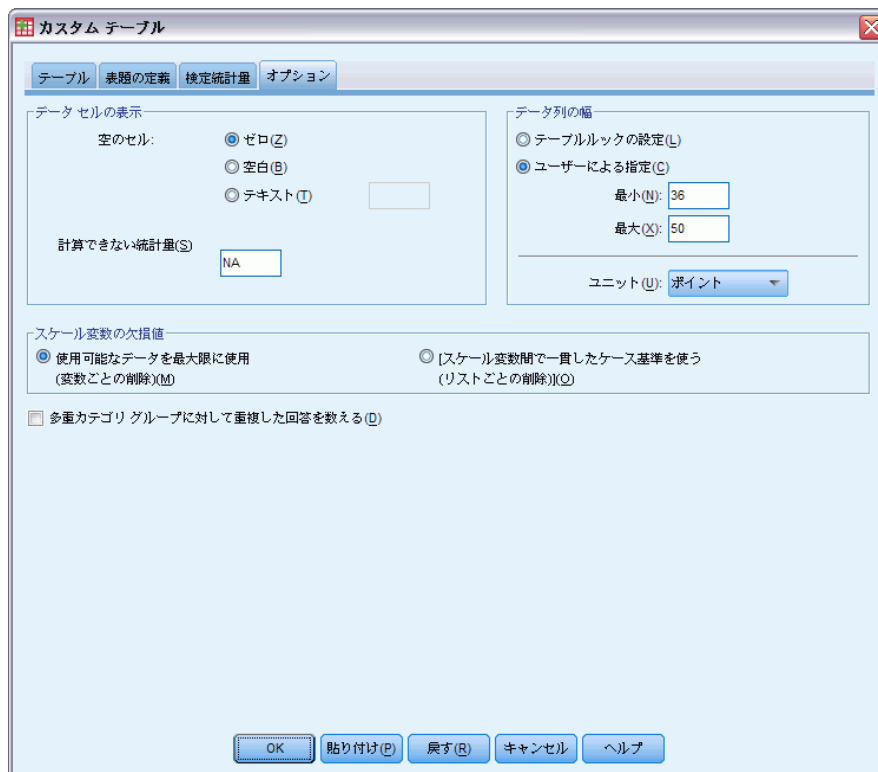 カスタム テーブル
テーブル 表題の定義 検定統計量 オプション
データ セルの表示
空のセル:
ゼロ(Z)
空白(B)
テキスト(T)
計算できない統計量(S)
NA
データ列の幅
テーブルルックの設定(L)
ユーザーによる指定(C)
最小(N): 36
最大(X): 50
ユニット(U): ポイント
スケール変数の欠損値
使用可能なデータを最大限に使用
(変数ごとの削除)(M)
[スケール変数間で一貫したケース基準を使う
(リストごとの削除)](O)
多重カテゴリ グループに対して重複した回答を数える(D)
OK 貼り付け(P) 戻す(R) キャンセル ヘルプ